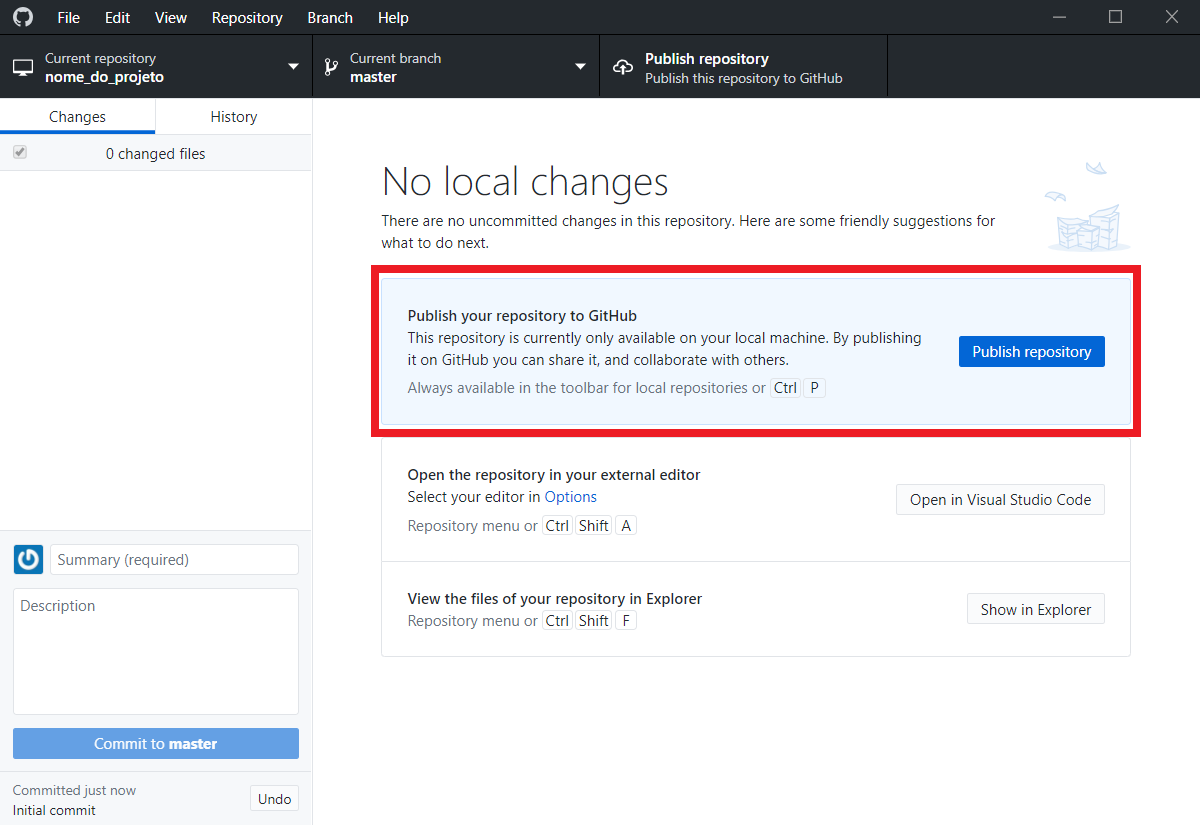 File Edit View Repository Branch Help
Current repository
nome_do_projeto
Current branch
master
Publish repository
Publish this repository to GitHub
Changes
History
0 changed files
No local changes
There are no uncommitted changes in this repository. Here are some friendly suggestions for
what to do next.
Publish your repository to GitHub
This repository is currently only available on your local machine. By publishing
it on GitHub you can share it, and collaborate with others.
Always available in the toolbar for local repositories or Ctrl P
Publish repository
Open the repository in your external editor
Select your editor in Options
Repository menu or Ctrl Shift A
Open in Visual Studio Code
View the files of your repository in Explorer
Repository menu or Ctrl Shift F
Show in Explorer
Summary (required)
Description
Commit to master
Committed just now
Initial commit
Undo